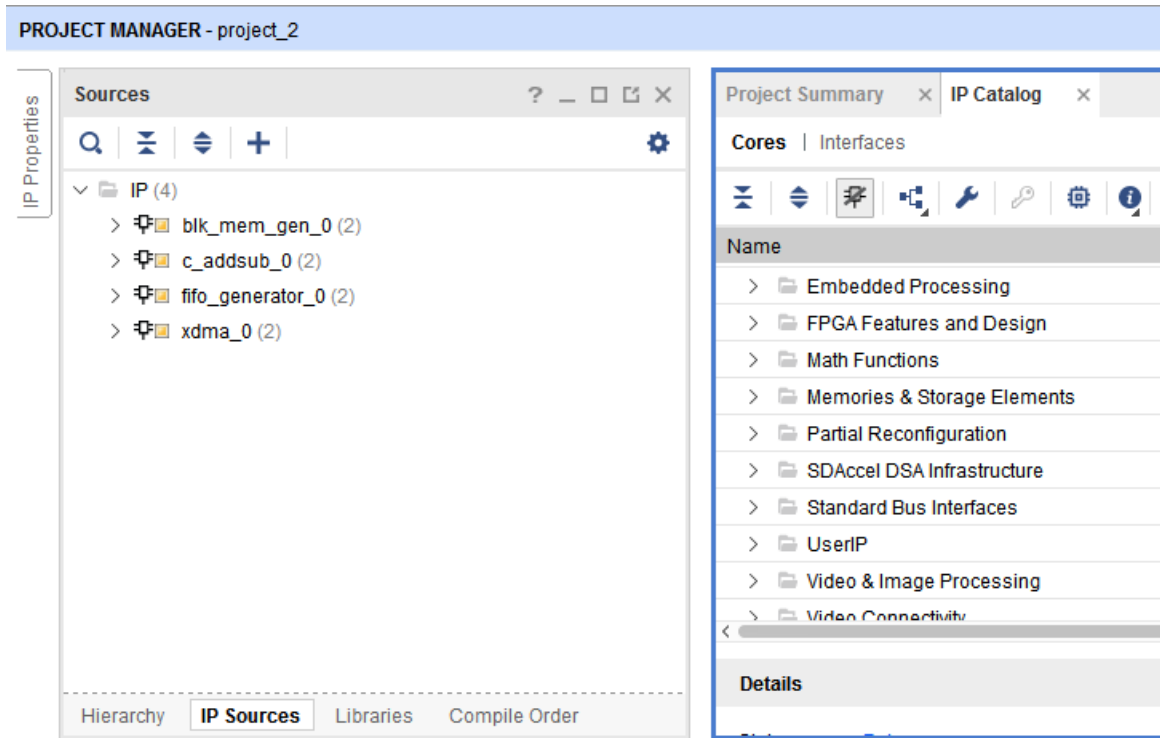 PROJECT MANAGER - project_2
IP Properties
Sources
?
IP (4)
blk_mem_gen_0 (2)
c_addsub_0 (2)
fifo_generator_0 (2)
xdma_0 (2)
Hierarchy IP Sources Libraries Compile Order
Project Summary IP Catalog
Cores | Interfaces
Name
Embedded Processing
FPGA Features and Design
Math Functions
Memories & Storage Elements
Partial Reconfiguration
SDAccel DSA Infrastructure
Standard Bus Interfaces
UserIP
Video & Image Processing
Video Connectivity
Details